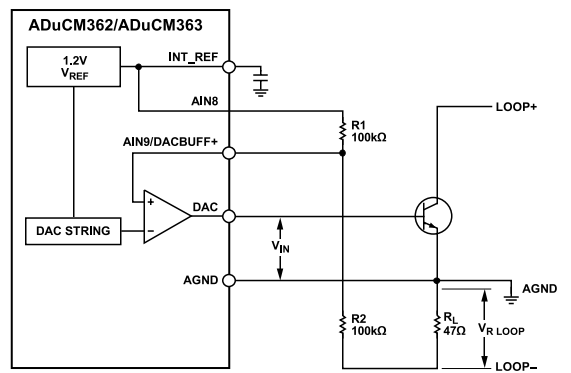 ADuCM362/ADuCM363
1.2V
VREF
INT_REF
AIN8
AIN9/DACBUFF+
R1
100kΩ
LOOP+
+
−
DAC
DAC STRING
VIN
AGND
AGND
R2
100kΩ
RL
47Ω
VR LOOP
LOOP−